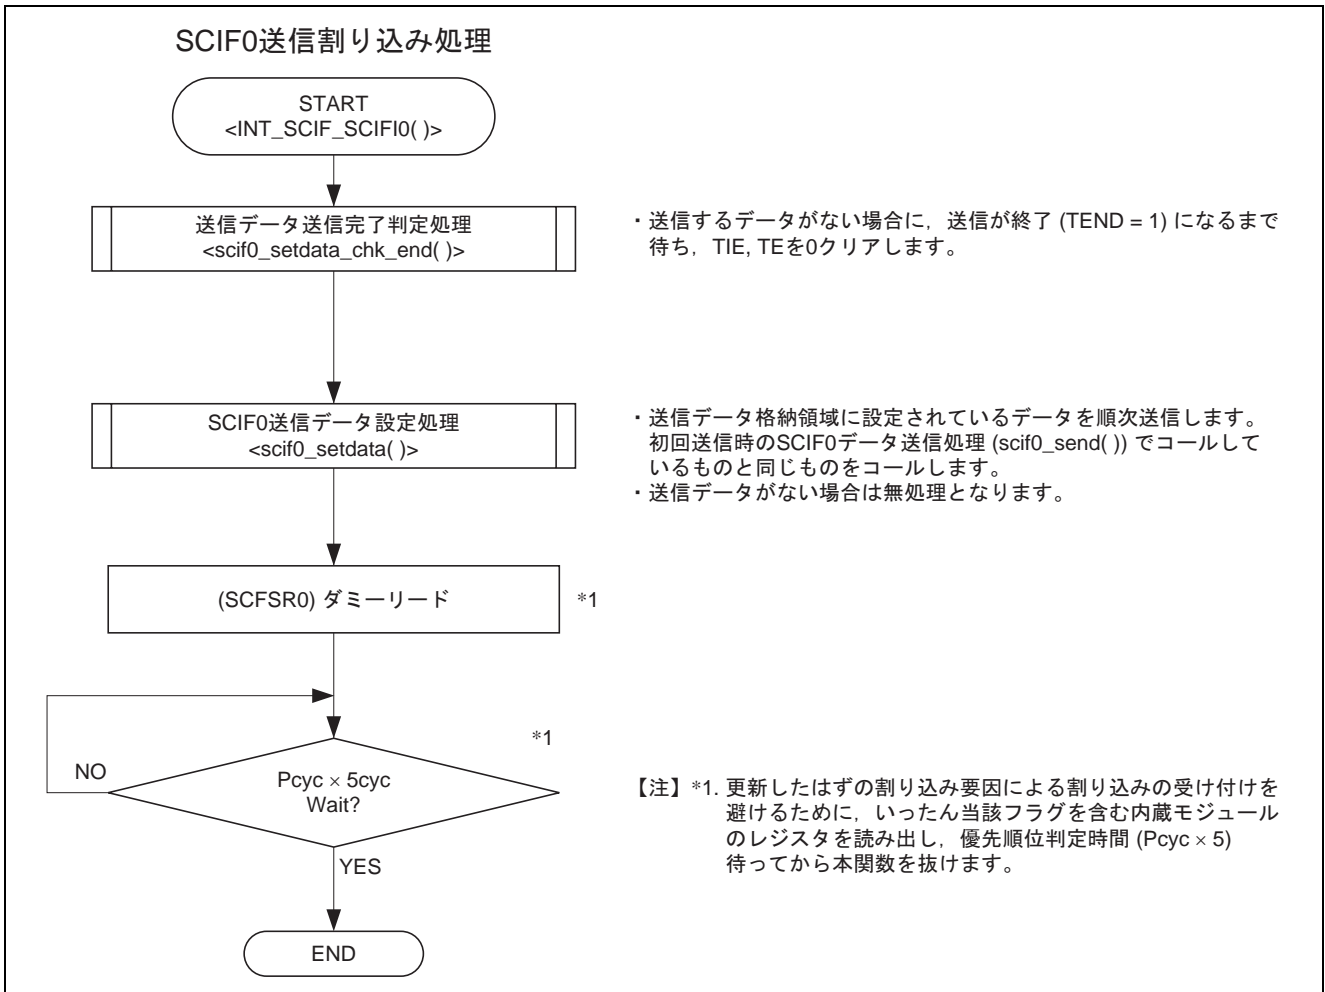 SCIF0送信割り込み処理
START
<INT_SCIF_SCIFI0( )>
送信データ送信完了判定処理
<scif0_setdata_chk_end( )>
・送信するデータがない場合に，送信が終了 (TEND = 1) になるまで
待ち，TIE, TEを0クリアします。
SCIF0送信データ設定処理
<scif0_setdata( )>
・送信データ格納領域に設定されているデータを順次送信します。
初回送信時のSCIF0データ送信処理 (scif0_send( )) でコールして
いるものと同じものをコールします。
・送信データがない場合は無処理となります。
(SCFSR0) ダミーリード
*1
*1
NO
Pcyc × 5cyc
Wait?
YES
END
【注】*1. 更新したはずの割り込み要因による割り込みの受け付けを
避けるために，いったん当該フラグを含む内蔵モジュール
のレジスタを読み出し，優先順位判定時間 (Pcyc × 5)
待ってから本関数を抜けます。